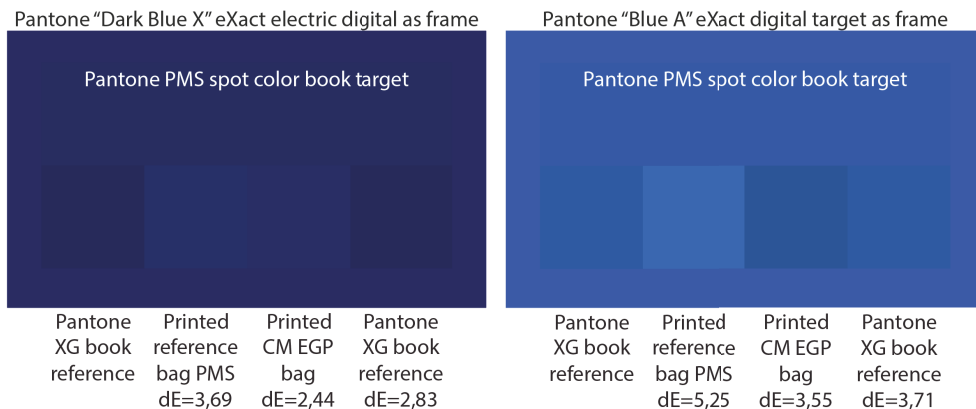 Pantone “Dark Blue X” eXact electric digital as frame
Pantone PMS spot color book target
Pantone
XG book
reference
Printed
reference
bag PMS
dE=3,69
Printed
CM EGP
bag
dE=2,44
Pantone
XG book
reference
dE=2,83
Pantone “Blue A” eXact digital target as frame
Pantone PMS spot color book target
Pantone
XG book
reference
Printed
reference
bag PMS
dE=5,25
Printed
CM EGP
bag
dE=3,55
Pantone
XG book
reference
dE=3,71